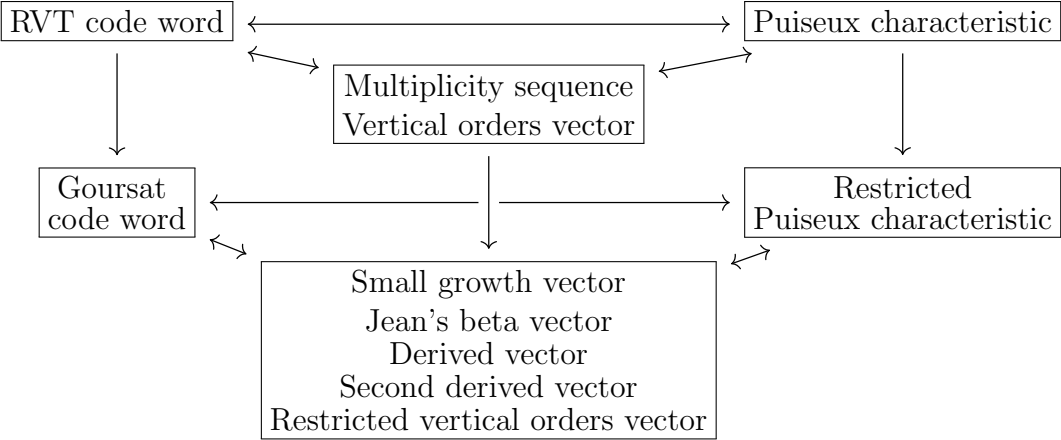 RVT code word
Puiseux characteristic
Multiplicity sequence
Vertical orders vector
Goursat
code word
Restricted
Puiseux characteristic
Small growth vector
Jean's beta vector
Derived vector
Second derived vector
Restricted vertical orders vector